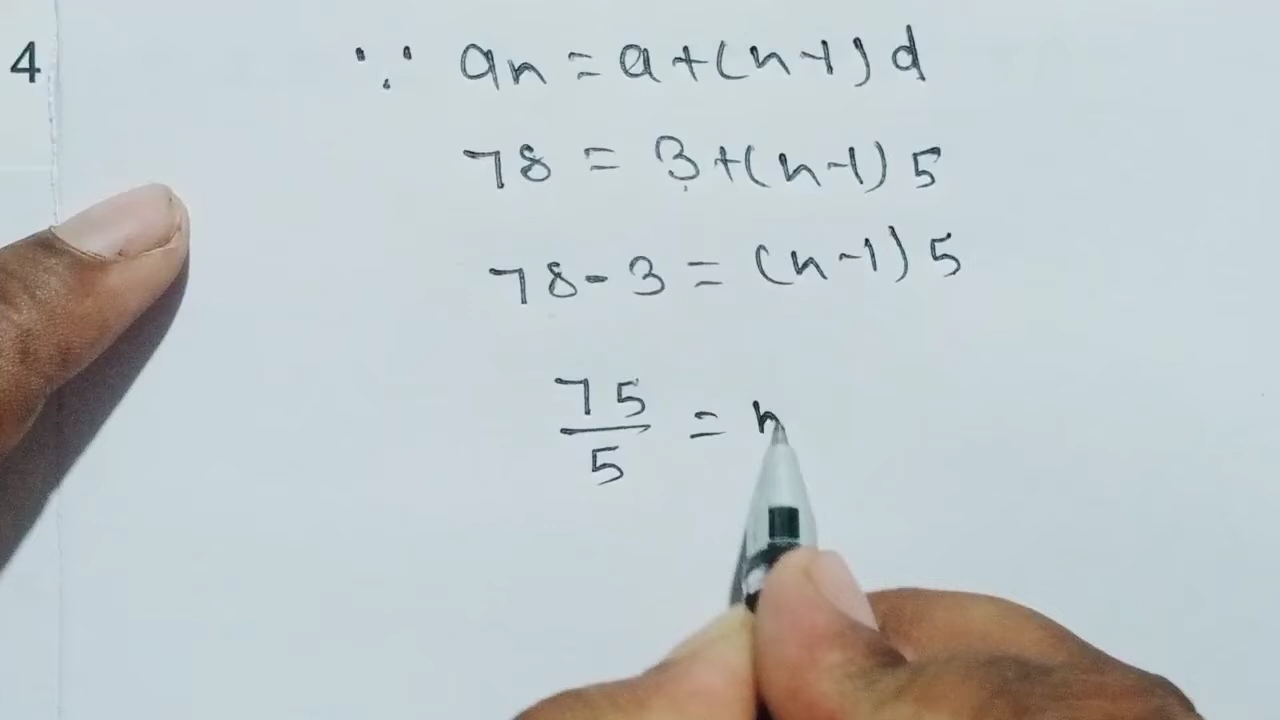 4
∵ an = a+(n-1)d
78 = 3+(n-1)5
78-3 = (n-1)5
75/5 = n